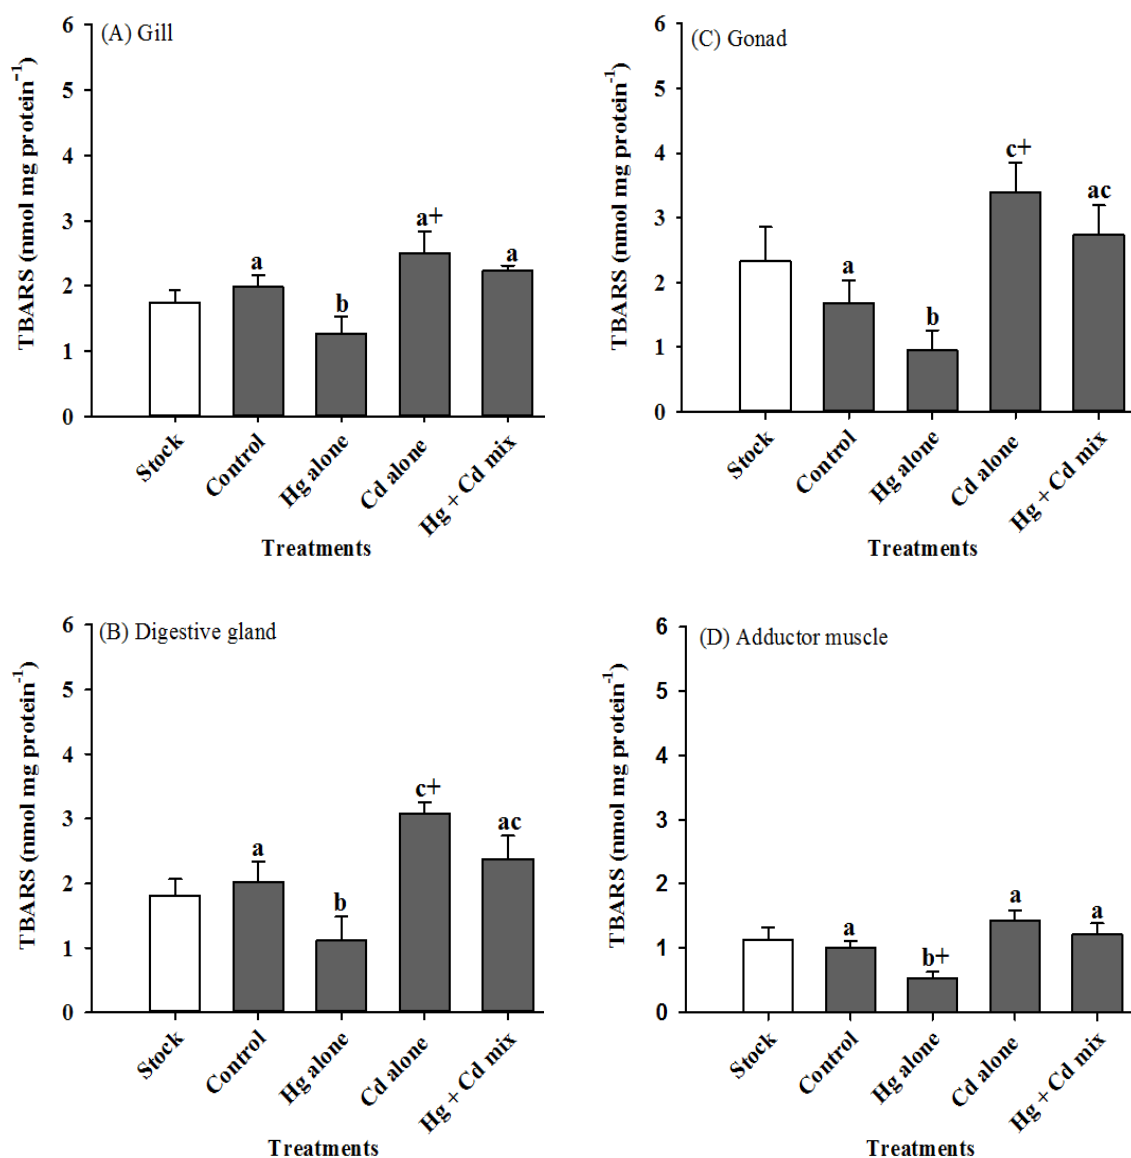 (A) Gill
TBARS (nmol mg protein⁻¹)
6
5
4
3
2
1
0
a
b
a+
a
Stock
Control
Hg alone
Cd alone
Hg + Cd mix
Treatments
(C) Gonad
TBARS (nmol mg protein⁻¹)
6
5
4
3
2
1
0
a
b
c+
ac
Stock
Control
Hg alone
Cd alone
Hg + Cd mix
Treatments
(B) Digestive gland
TBARS (nmol mg protein⁻¹)
6
5
4
3
2
1
0
a
b
c+
ac
Stock
Control
Hg alone
Cd alone
Hg + Cd mix
Treatments
(D) Adductor muscle
TBARS (nmol mg protein⁻¹)
6
5
4
3
2
1
0
a
b+
a
a
Stock
Control
Hg alone
Cd alone
Hg + Cd mix
Treatments